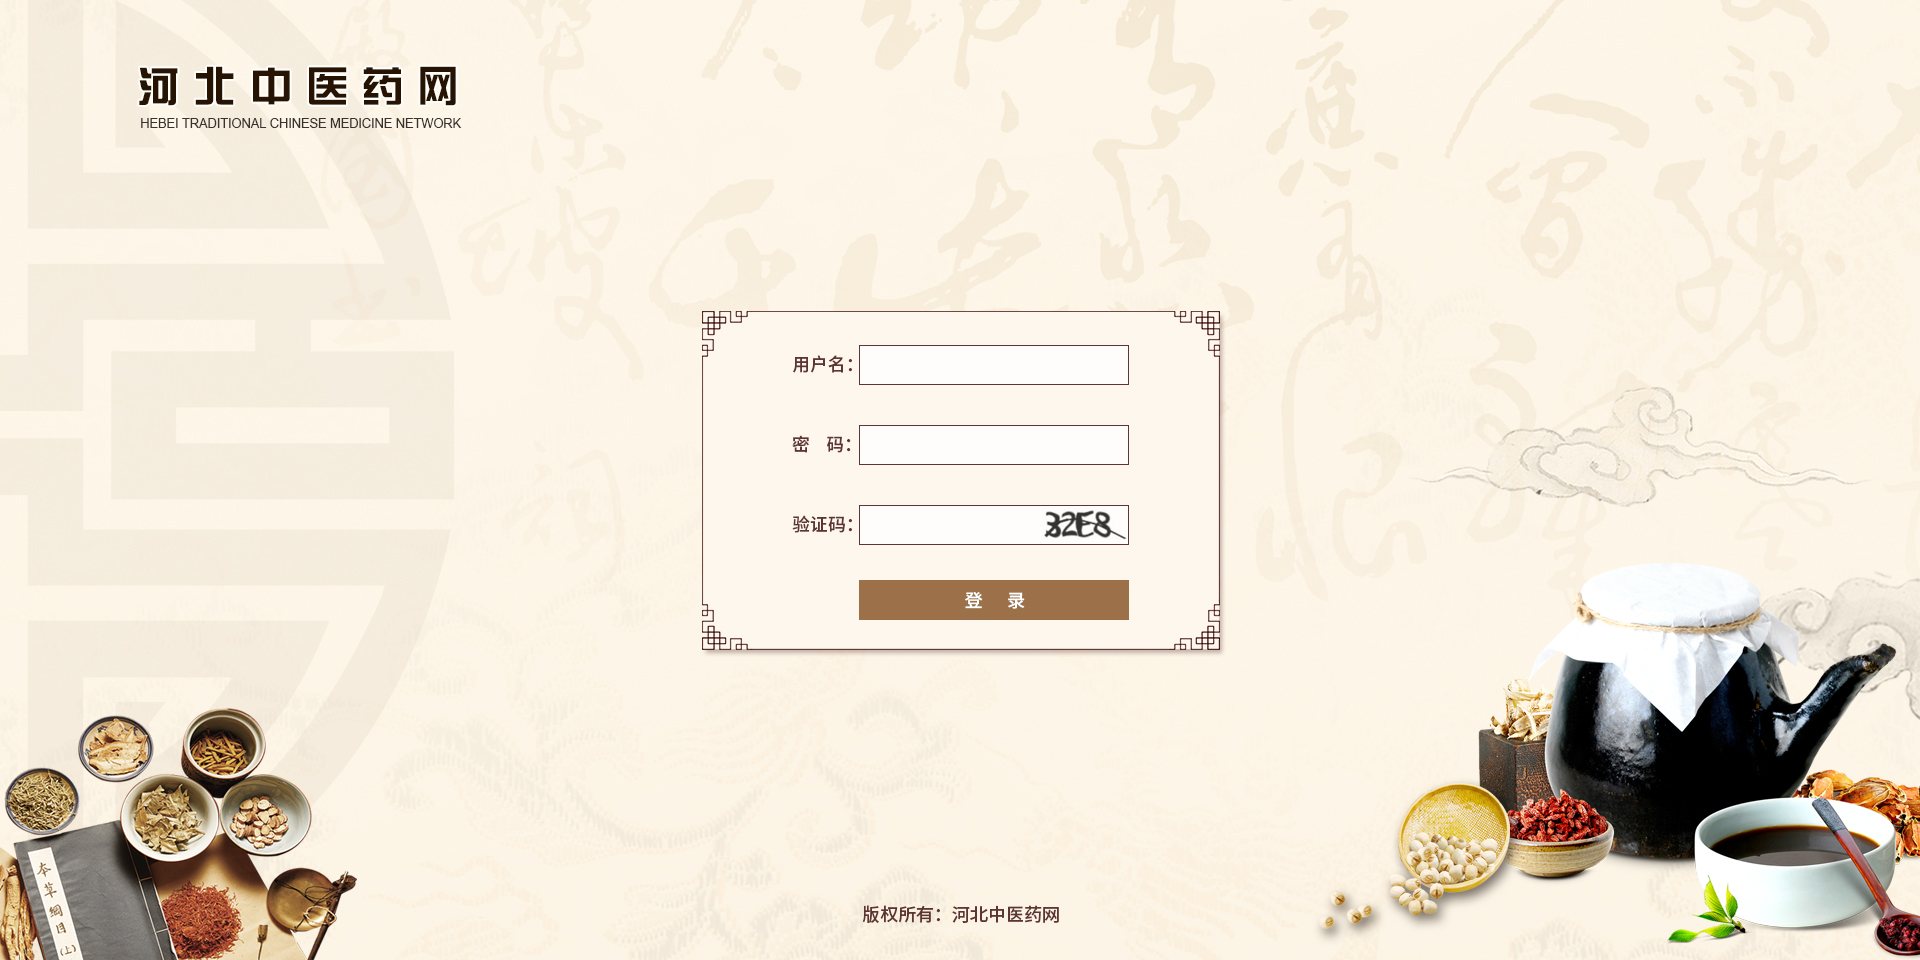 河北中医药网
HEBEI TRADITIONAL CHINESE MEDICINE NETWORK
用户名：
密 码：
验证码：
32E8
登 录
本草綱目(上)
版权所有：河北中医药网